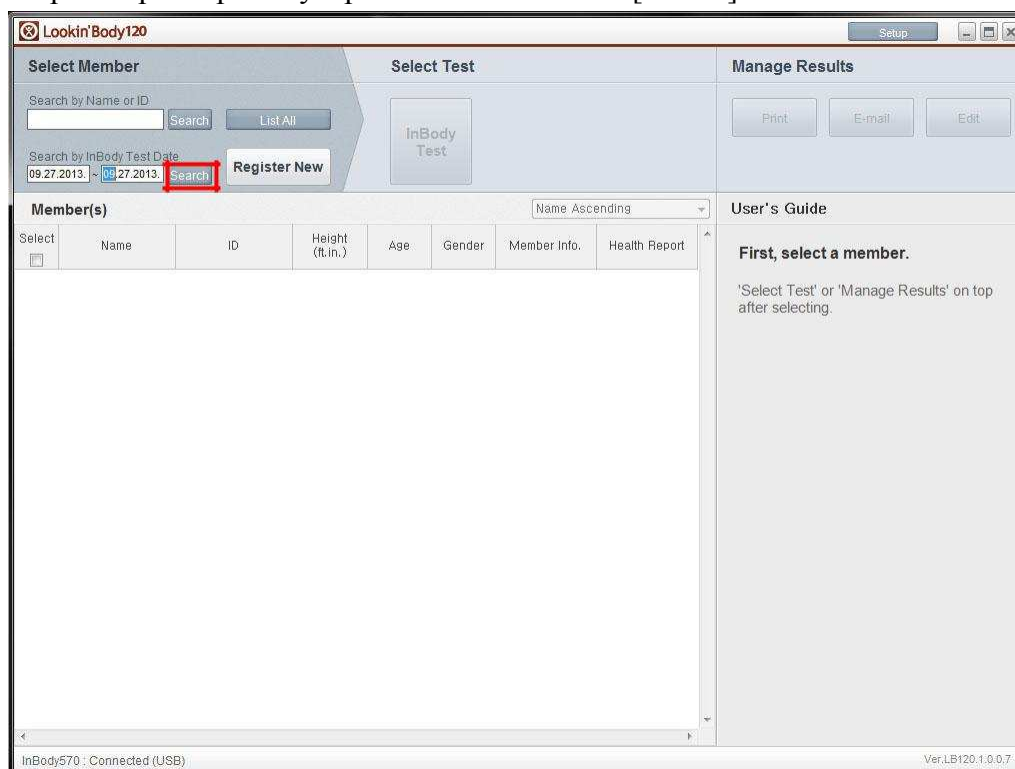 Lookin'Body120
Setup
Select Member
Select Test
Manage Results
Search by Name or ID
Search
List All
InBody
Test
Print
E-mail
Edit
Search by InBody Test Date
09.27.2013. ~ 09.27.2013.
Search
Register New
Member(s)
Name Ascending
User's Guide
Select
Name
ID
Height
(ft.in.)
Age
Gender
Member Info.
Health Report
First, select a member.
'Select Test' or 'Manage Results' on top
after selecting.
InBody570 : Connected (USB)
Ver.LB120.1.0.0.7